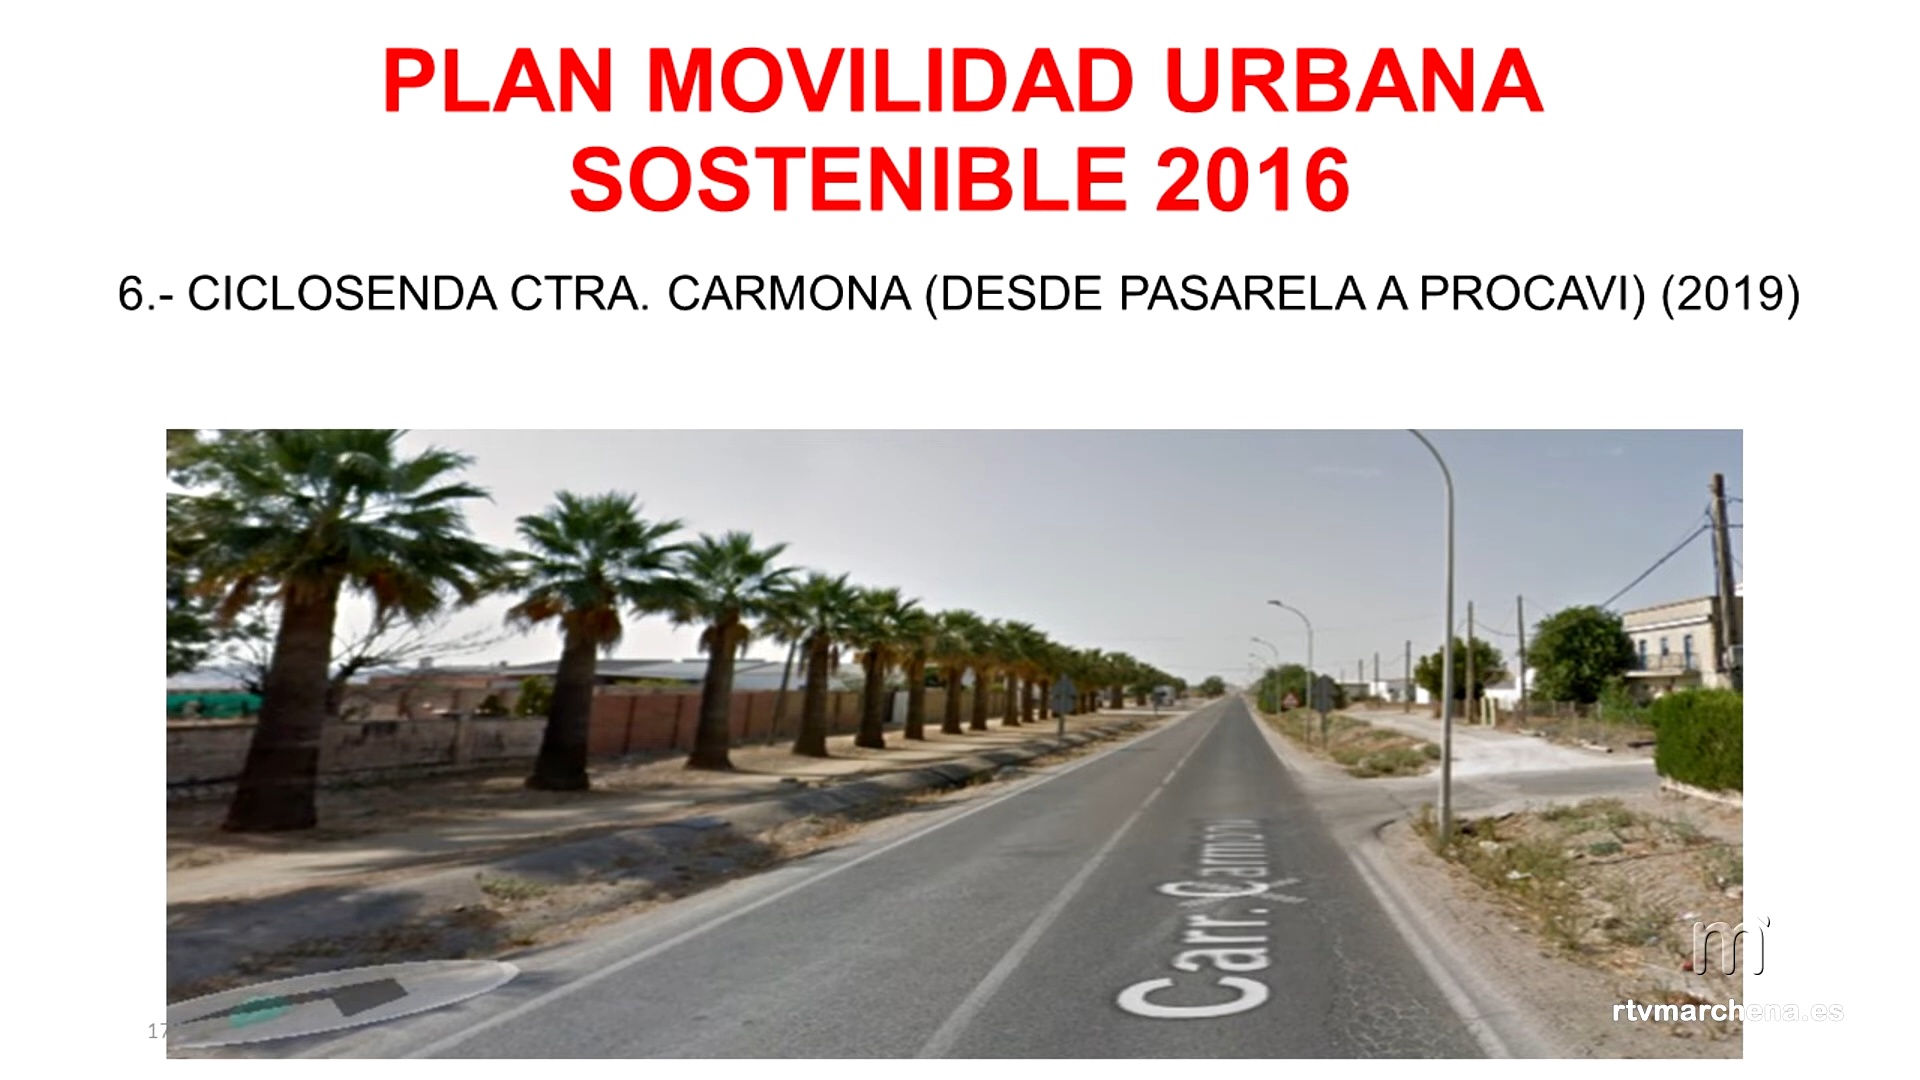 PLAN MOVILIDAD URBANA
SOSTENIBLE 2016
6.- CICLOSENDA CTRA. CARMONA (DESDE PASARELA A PROCAVI) (2019)
Carr. Carmona
m
rtvmarchena.es